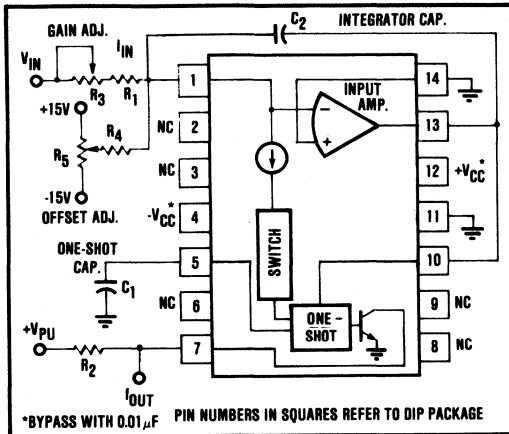 C2 INTEGRATOR CAP.
GAIN ADJ.
VIN
IIN
R3 R1
+15V
R4
R5
-15V
OFFSET ADJ.
ONE-SHOT
CAP.
C1
+VPU
R2
fOUT
1
NC 2
NC 3
-VCC* 4
5
NC 6
7
INPUT
AMP.
-
+
SWITCH
ONE-
SHOT
14
13
12 +VCC*
11
10
9 NC
8 NC
*BYPASS WITH 0.01µF PIN NUMBERS IN SQUARES REFER TO DIP PACKAGE